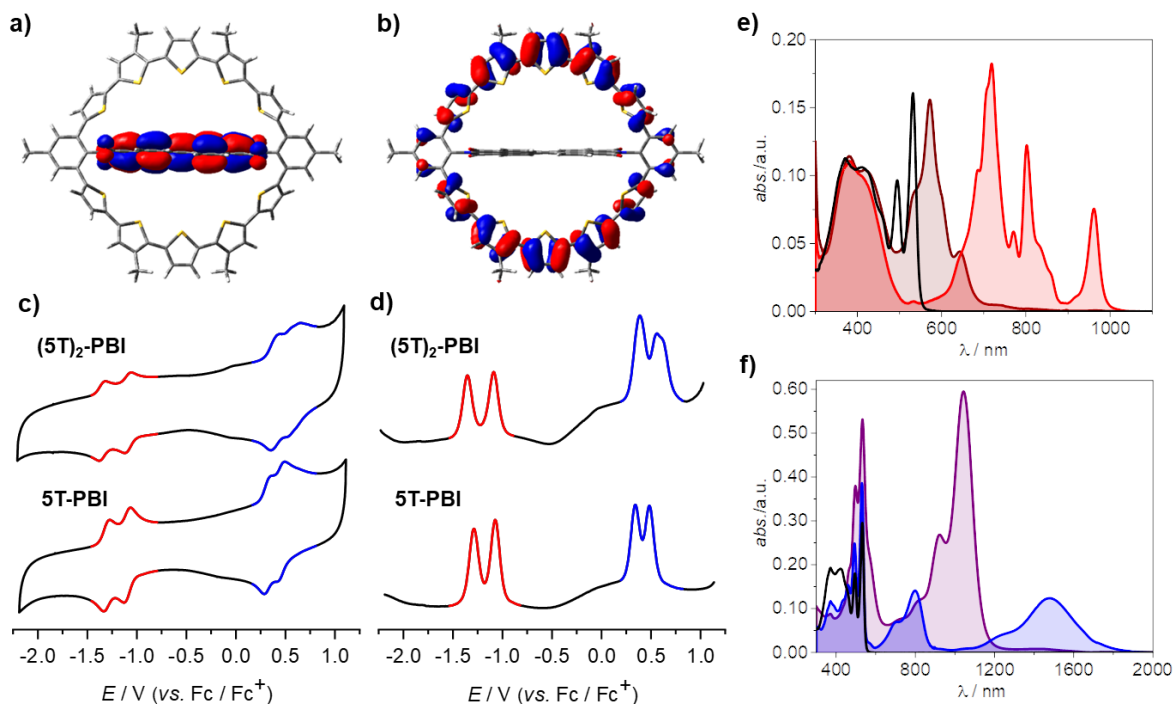 a)
b)
c)
(5T)₂-PBI
5T-PBI
-2.0 -1.5 -1.0 -0.5 0.0 0.5 1.0
E / V (vs. Fc / Fc⁺)
d)
(5T)₂-PBI
5T-PBI
-2.0 -1.5 -1.0 -0.5 0.0 0.5 1.0
E / V (vs. Fc / Fc⁺)
e)
0.20
0.15
0.10
0.05
0.00
abs./a.u.
400 600 800 1000
λ / nm
f)
0.60
0.50
0.40
0.30
0.20
0.10
0.00
abs./a.u.
400 800 1200 1600 2000
λ / nm